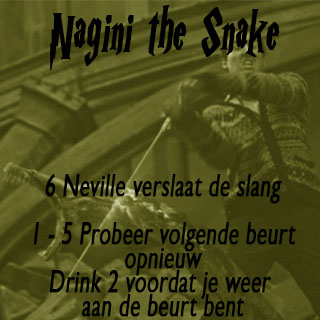 Nagini the Snake
6 Neville verslaat de slang
1 - 5 Probeer volgende beurt
opnieuw
Drink 2 voordat je weer
aan de beurt bent